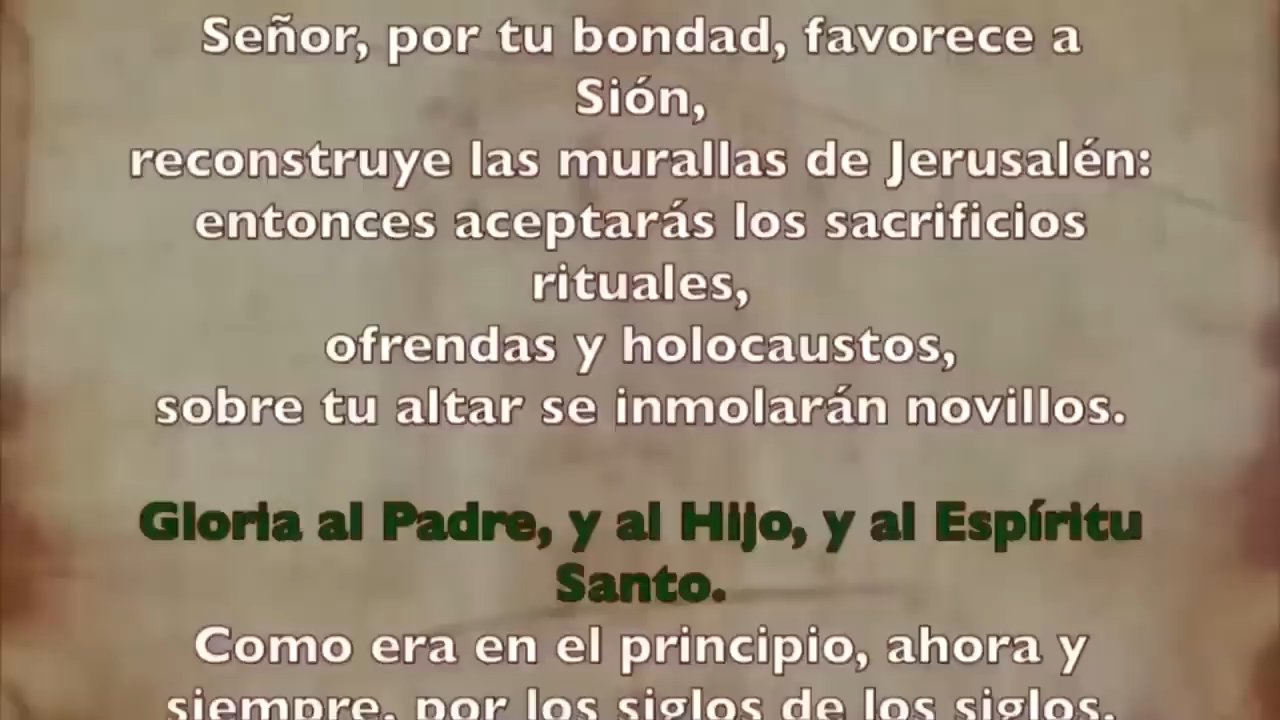 Señor, por tu bondad, favorece a
Sión,
reconstruye las murallas de Jerusalén:
entonces aceptarás los sacrificios
rituales,
ofrendas y holocaustos,
sobre tu altar se inmolarán novillos.
Gloria al Padre, y al Hijo, y al Espíritu
Santo.
Como era en el principio, ahora y
siempre, por los siglos de los siglos.